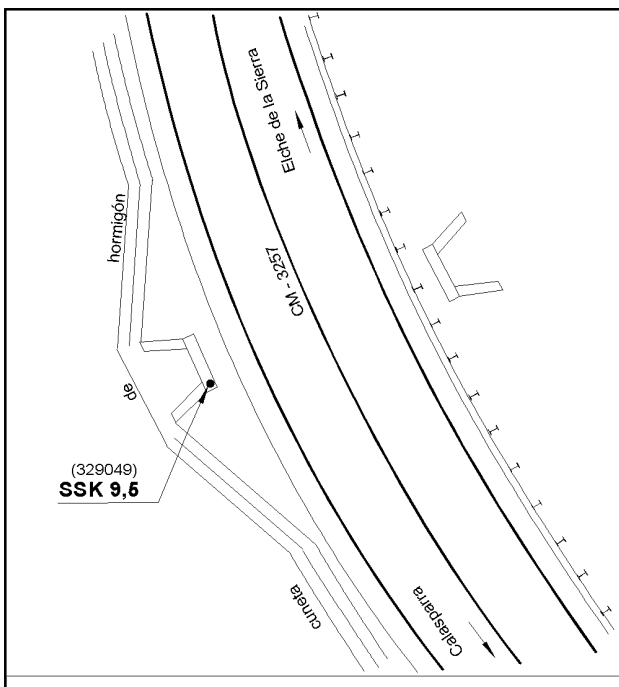 Elche de la Sierra
CM - 3257
hormigón
de
(329049)
SSK 9,5
cuneta
Calasparra